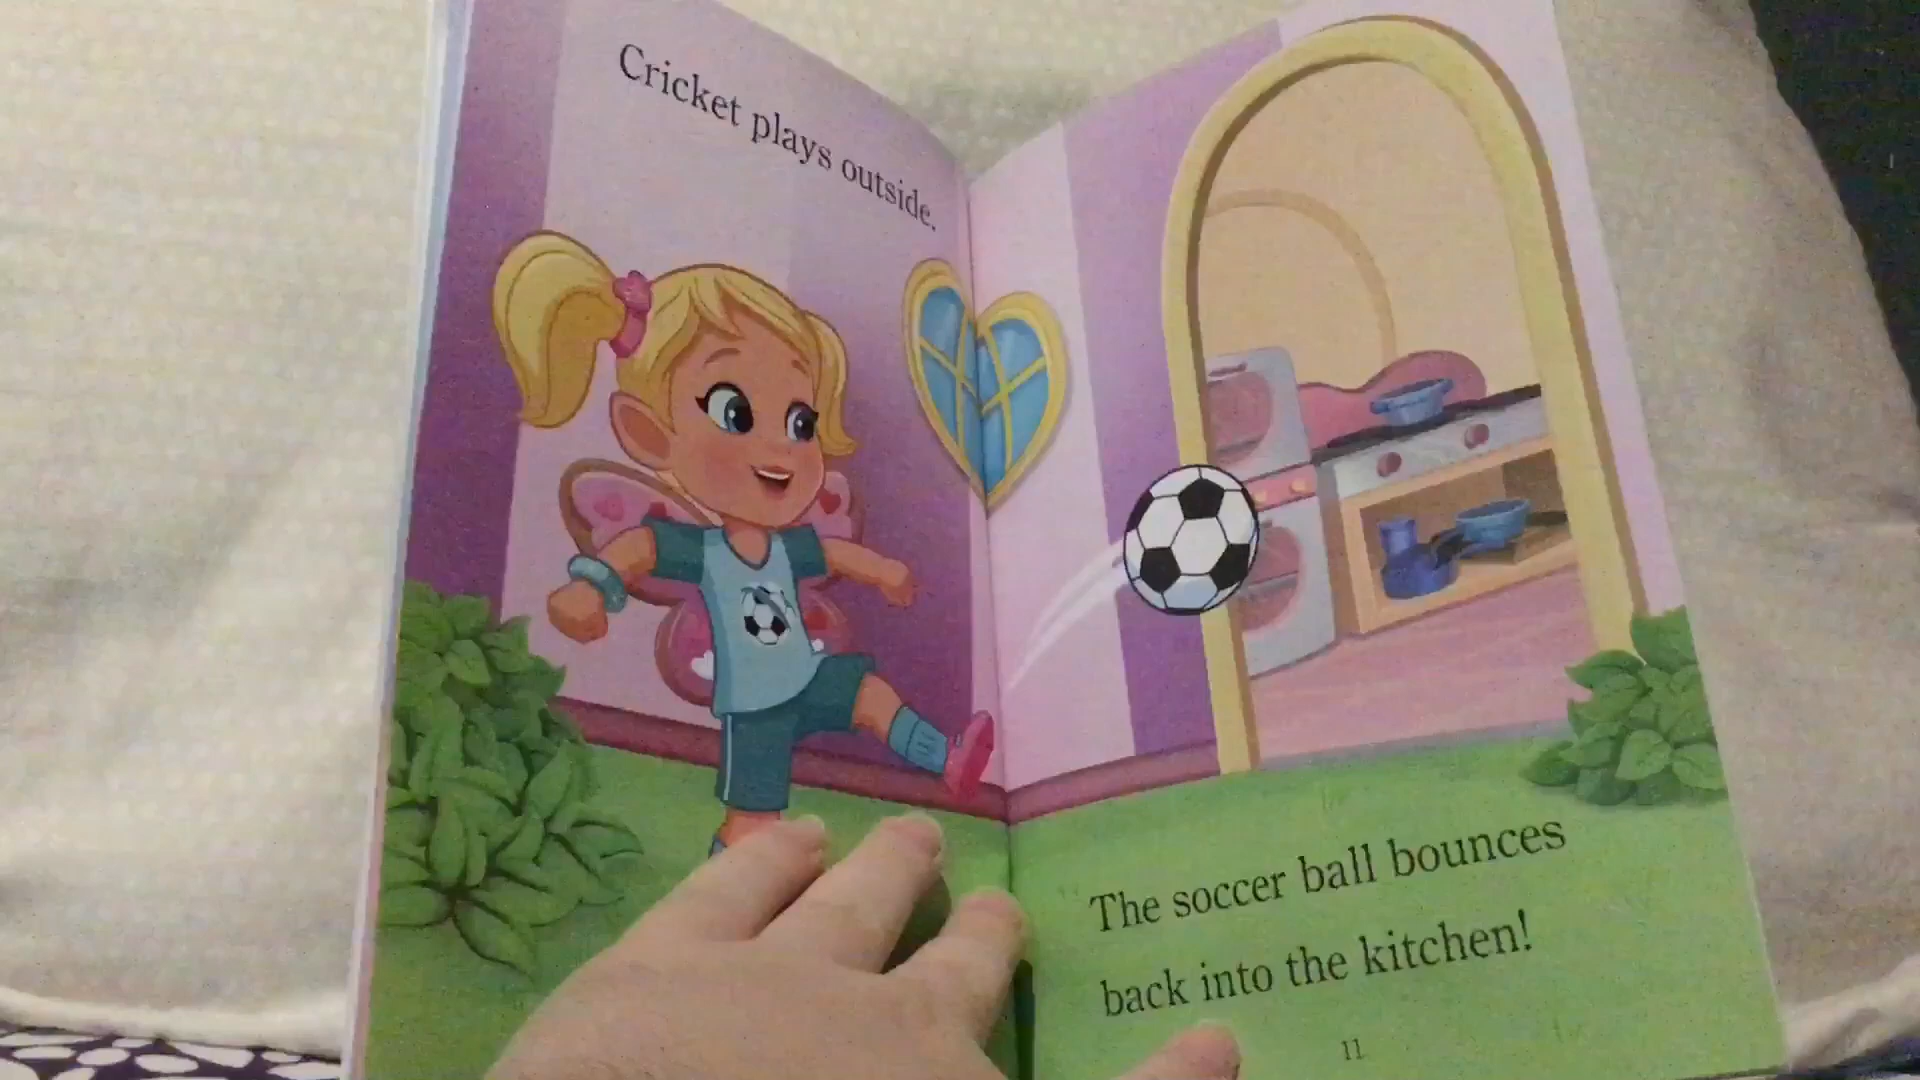 Cricket plays outside.
The soccer ball bounces
back into the kitchen!
11